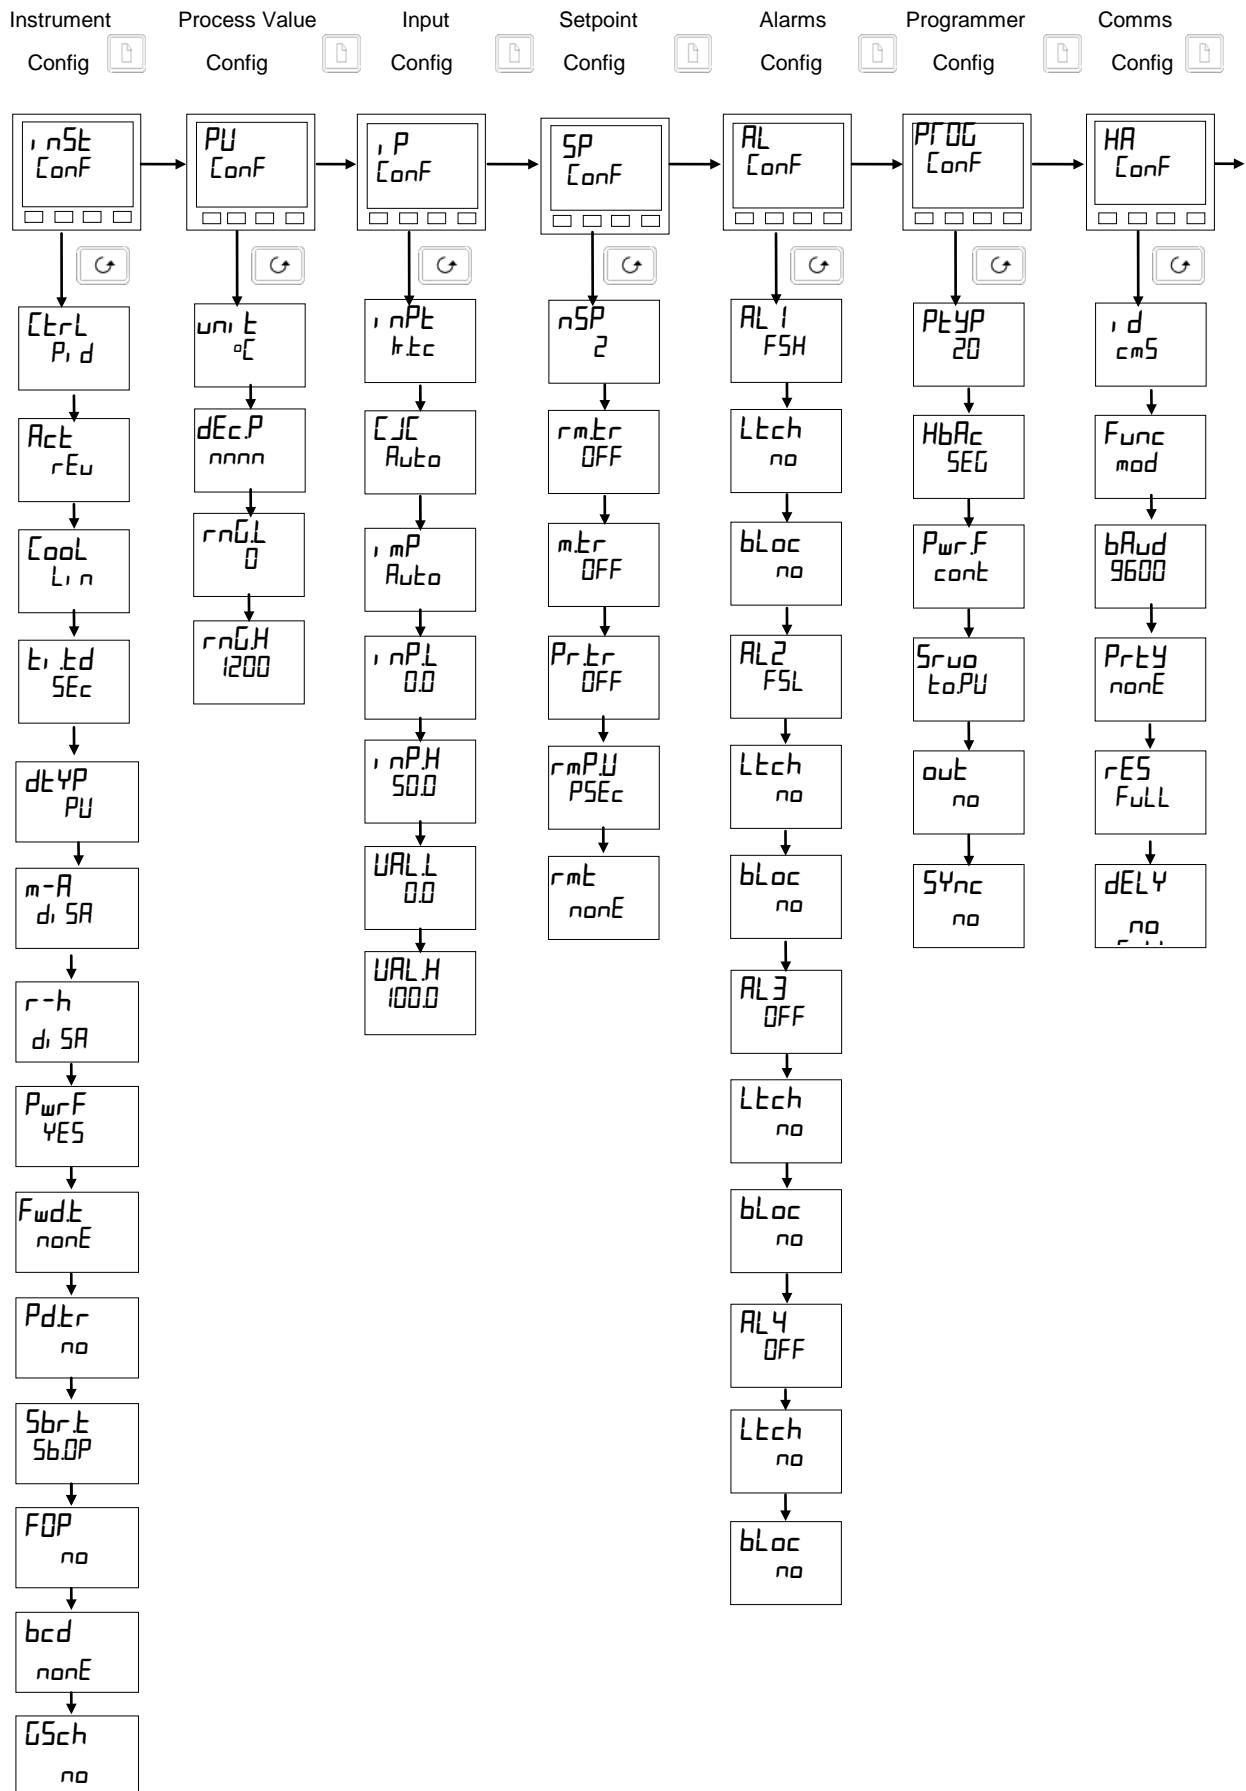 Instrument
Config
Process Value
Config
Input
Config
Setpoint
Config
Alarms
Config
Programmer
Config
Comms
Config
inSt
ConF
CtrL
Pid
Act
rEv
CooL
Lin
ti.td
SEc
dtYP
PV
m-A
diSA
r-h
diSA
PwrF
YES
Fwd.t
nonE
Pd.tr
no
Sbr.t
Sb.OP
FOP
no
bcd
nonE
GSch
no
PV
ConF
unit
°C
dEc.P
nnnn
rnG.L
0
rnG.H
1200
iP
ConF
inPt
k.tc
CJC
Auto
imP
Auto
inP.L
0.0
inP.H
50.0
VAL.L
0.0
VAL.H
100.0
SP
ConF
nSP
2
rm.tr
OFF
m.tr
OFF
Pr.tr
OFF
rmP.U
PSEc
rmt
nonE
AL
ConF
AL1
FSH
Ltch
no
bLoc
no
AL2
FSL
Ltch
no
bLoc
no
AL3
OFF
Ltch
no
bLoc
no
AL4
OFF
Ltch
no
bLoc
no
PROG
ConF
PtYP
20
HbAc
SEG
Pwr.F
cont
Srvo
to.PV
out
no
SYnc
no
HA
ConF
id
cmS
Func
mod
bAud
9600
PrtY
nonE
rES
FuLL
dELY
no